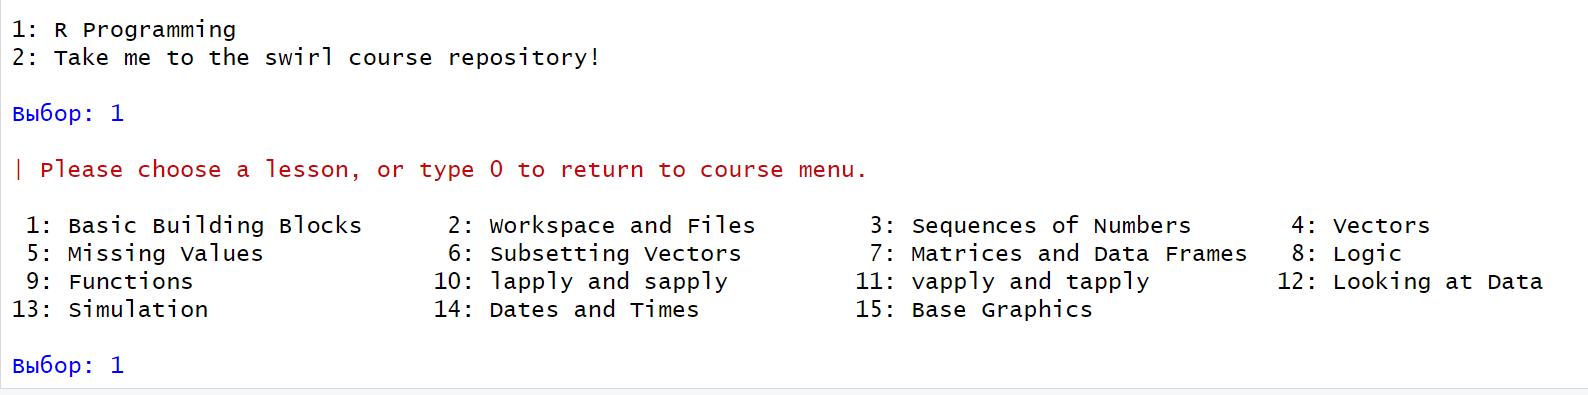 1: R Programming
2: Take me to the swirl course repository!
Выбор: 1
| Please choose a lesson, or type 0 to return to course menu.
1: Basic Building Blocks 2: Workspace and Files 3: Sequences of Numbers 4: Vectors
5: Missing Values 6: Subsetting Vectors 7: Matrices and Data Frames 8: Logic
9: Functions 10: lapply and sapply 11: vapply and tapply 12: Looking at Data
13: Simulation 14: Dates and Times 15: Base Graphics
Выбор: 1